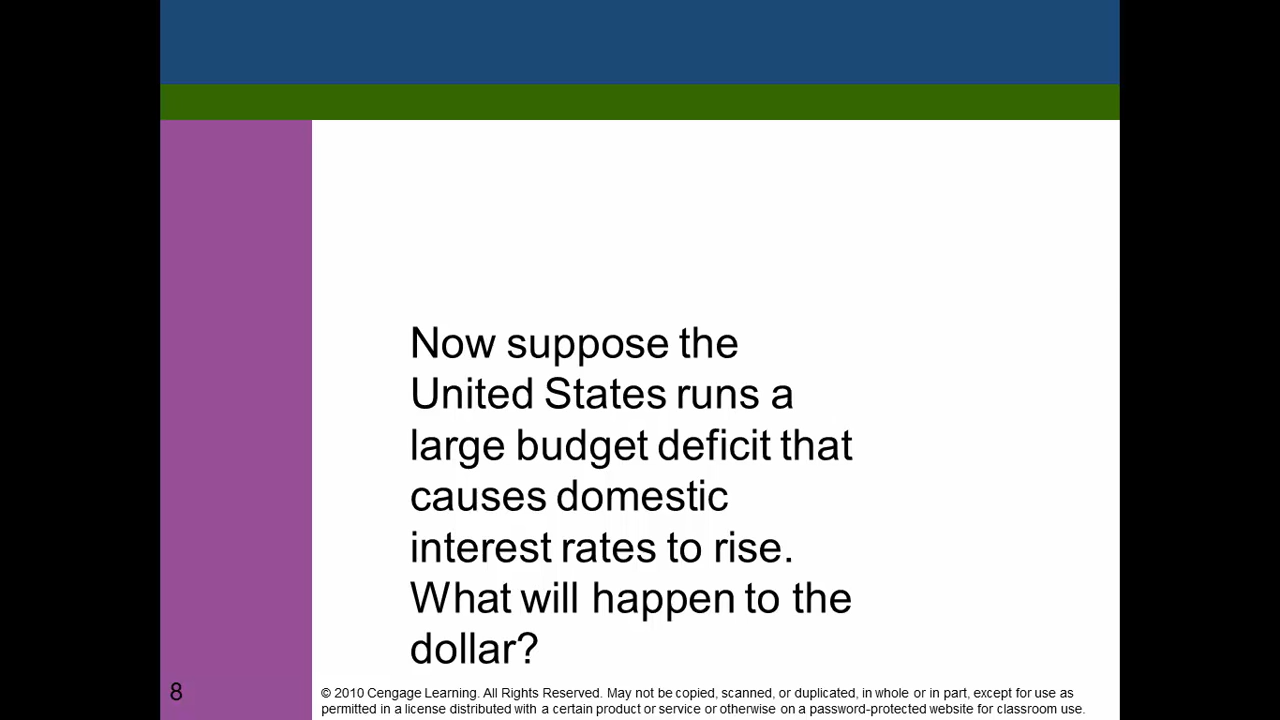 Now suppose the
United States runs a
large budget deficit that
causes domestic
interest rates to rise.
What will happen to the
dollar?
8
© 2010 Cengage Learning. All Rights Reserved. May not be copied, scanned, or duplicated, in whole or in part, except for use as
permitted in a license distributed with a certain product or service or otherwise on a password-protected website for classroom use.